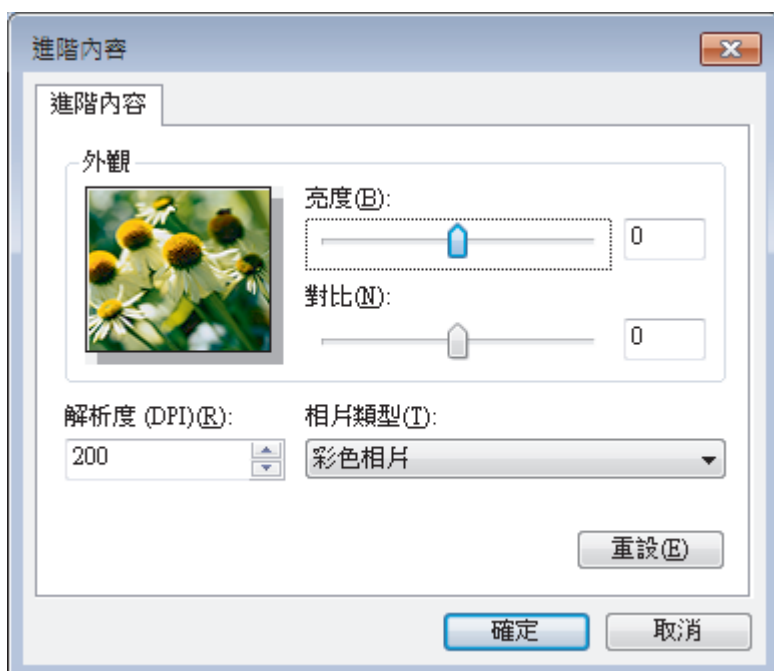 進階內容
進階內容
外觀
亮度(B):
0
對比(N):
0
解析度 (DPI)(R):
200
相片類型(T):
彩色相片
重設(E)
確定
取消